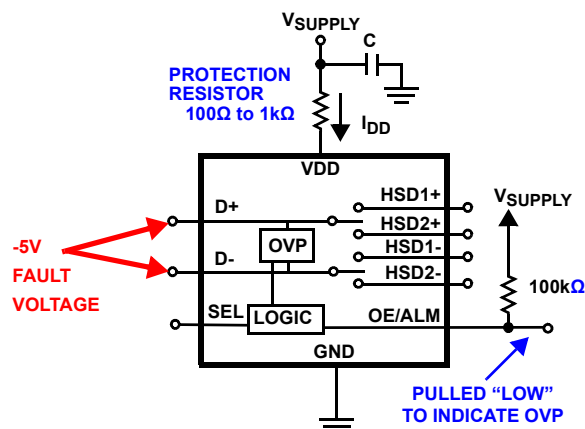 VSUPPLY
C
PROTECTION
RESISTOR
100Ω to 1kΩ
IDD
VDD
D+
HSD1+
VSUPPLY
HSD2+
-5V
FAULT
VOLTAGE
OVP
HSD1-
D-
HSD2-
100kΩ
SEL
LOGIC
OE/ALM
GND
PULLED “LOW”
TO INDICATE OVP